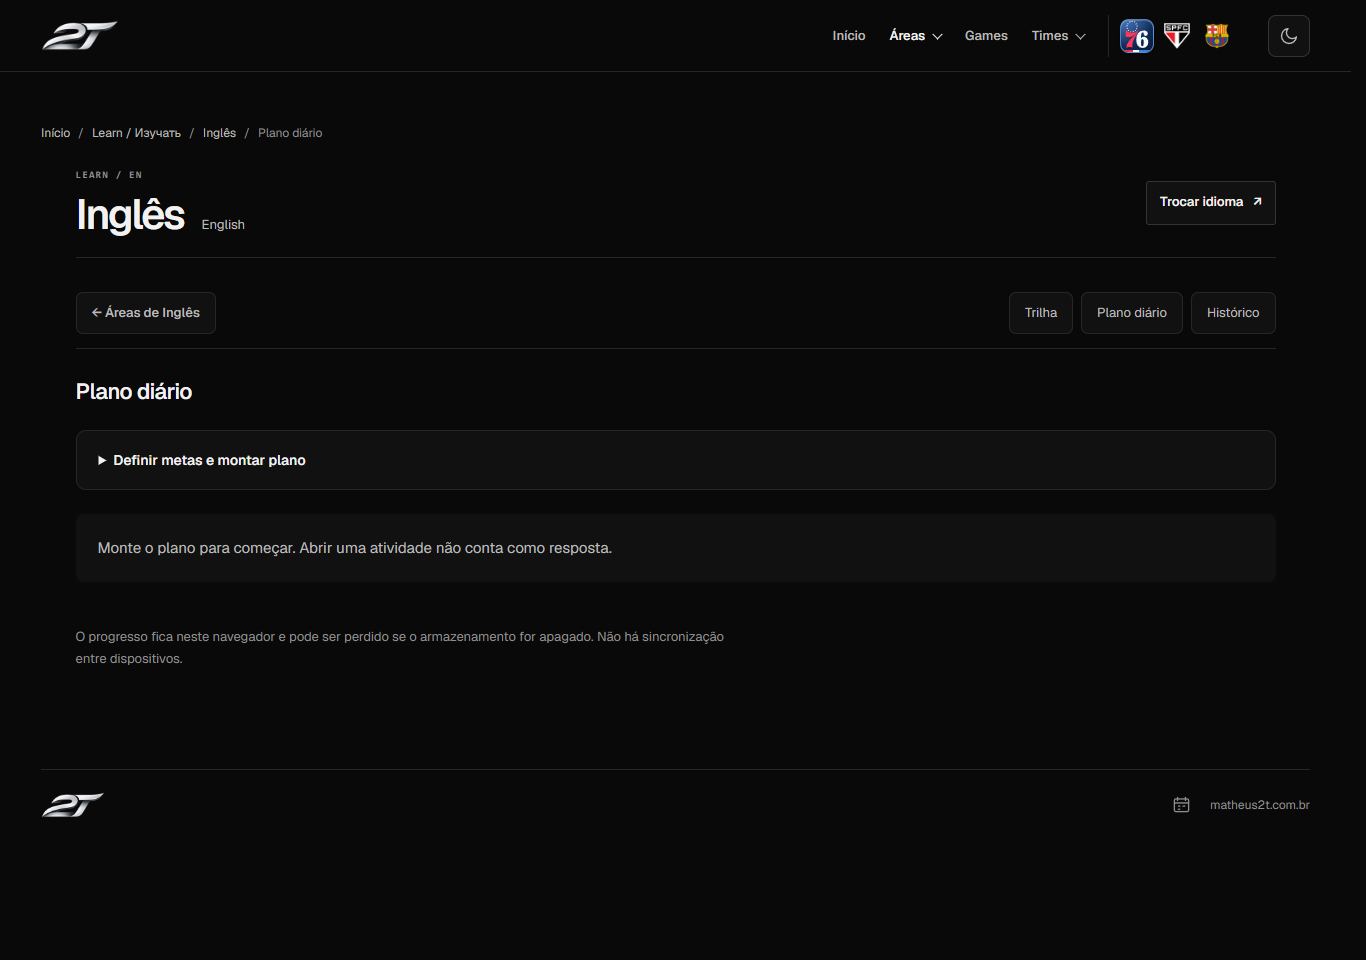 2T
Início
Áreas
Games
Times
76
SPFC
Início / Learn / Изучать / Inglês / Plano diário
LEARN / EN
Inglês English
Trocar idioma ↗
← Áreas de Inglês
Trilha
Plano diário
Histórico
Plano diário
▶ Definir metas e montar plano
Monte o plano para começar. Abrir uma atividade não conta como resposta.
O progresso fica neste navegador e pode ser perdido se o armazenamento for apagado. Não há sincronização
entre dispositivos.
2T
matheus2t.com.br